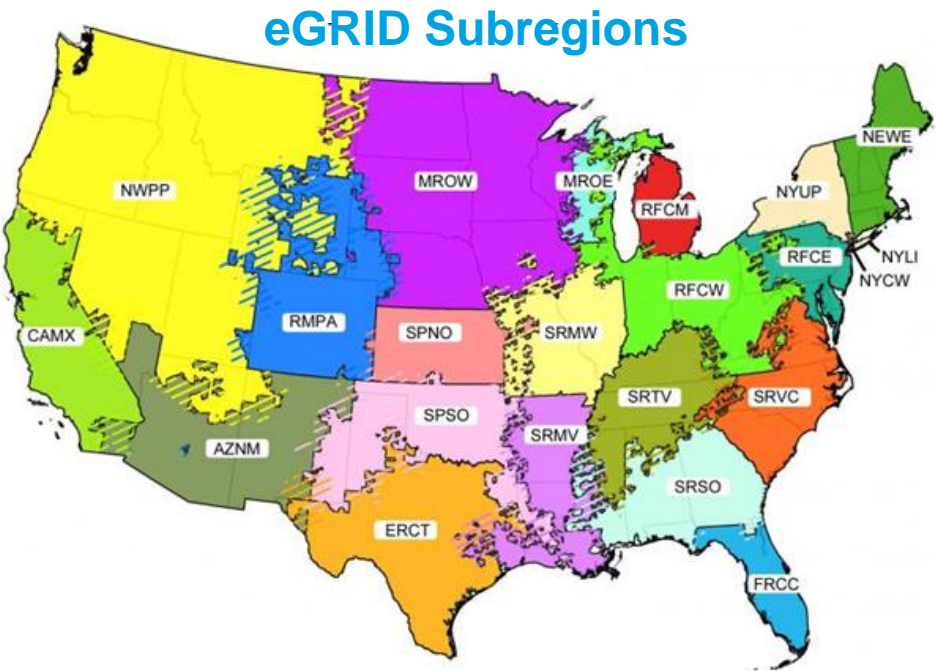 eGRID Subregions
NEWE
NWPP
MROW
MROE
NYUP
RFCM
RFCE
NYLI
NYCW
RFCW
RMPA
SPNO
SRMW
CAMX
SRTV
SRVC
SPSO
SRMV
AZNM
SRSO
ERCT
FRCC